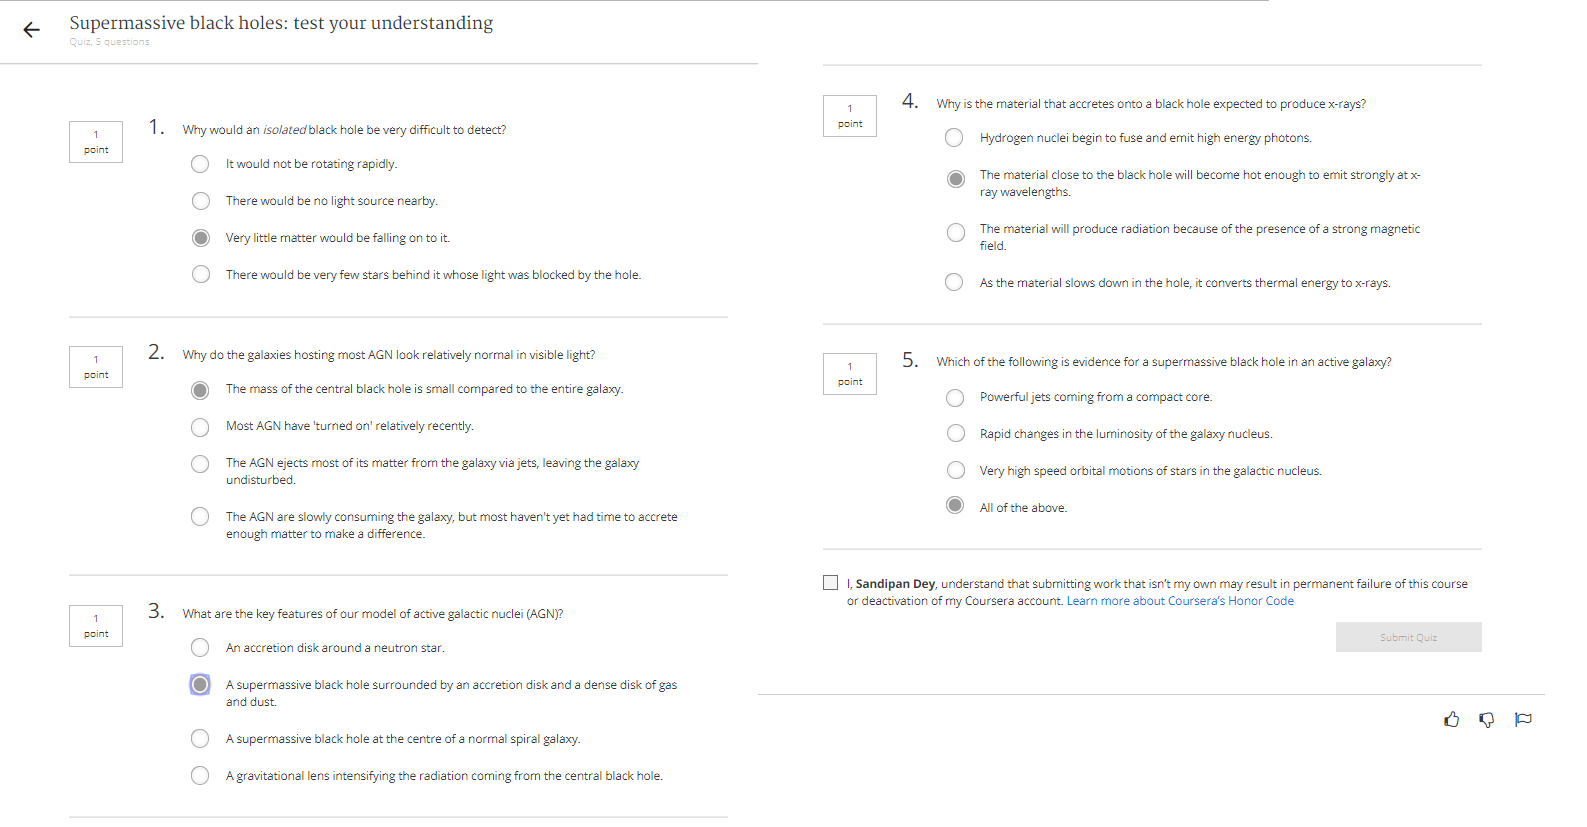 Supermassive black holes: test your understanding
Quiz, 5 questions
1
point
1. Why would an isolated black hole be very difficult to detect?
It would not be rotating rapidly.
There would be no light source nearby.
Very little matter would be falling on to it.
There would be very few stars behind it whose light was blocked by the hole.
1
point
2. Why do the galaxies hosting most AGN look relatively normal in visible light?
The mass of the central black hole is small compared to the entire galaxy.
Most AGN have 'turned on' relatively recently.
The AGN ejects most of its matter from the galaxy via jets, leaving the galaxy
undisturbed.
The AGN are slowly consuming the galaxy, but most haven't yet had time to accrete
enough matter to make a difference.
1
point
3. What are the key features of our model of active galactic nuclei (AGN)?
An accretion disk around a neutron star.
A supermassive black hole surrounded by an accretion disk and a dense disk of gas
and dust.
A supermassive black hole at the centre of a normal spiral galaxy.
A gravitational lens intensifying the radiation coming from the central black hole.
1
point
4. Why is the material that accretes onto a black hole expected to produce x-rays?
Hydrogen nuclei begin to fuse and emit high energy photons.
The material close to the black hole will become hot enough to emit strongly at x-
ray wavelengths.
The material will produce radiation because of the presence of a strong magnetic
field.
As the material slows down in the hole, it converts thermal energy to x-rays.
1
point
5. Which of the following is evidence for a supermassive black hole in an active galaxy?
Powerful jets coming from a compact core.
Rapid changes in the luminosity of the galaxy nucleus.
Very high speed orbital motions of stars in the galactic nucleus.
All of the above.
I, Sandipan Dey, understand that submitting work that isn't my own may result in permanent failure of this course
or deactivation of my Coursera account. Learn more about Coursera's Honor Code
Submit Quiz